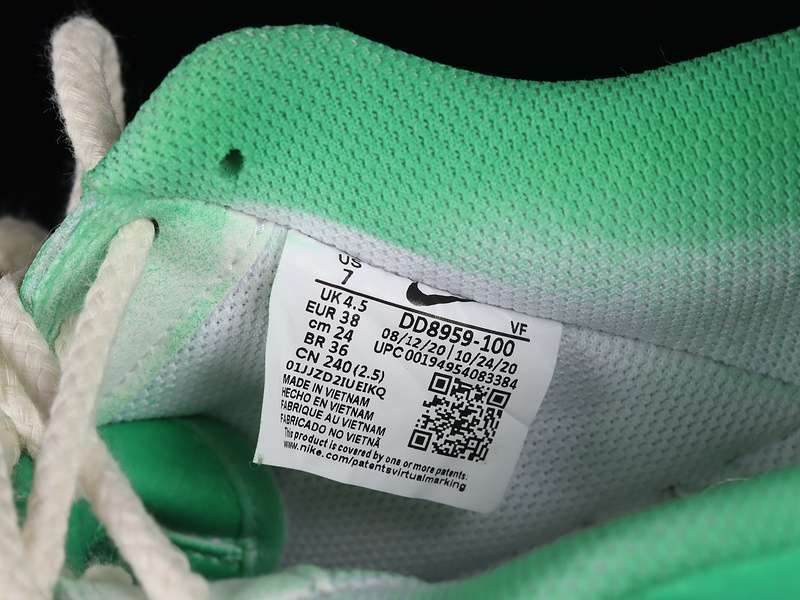 US
7
UK 4.5
EUR 38
cm 24
BR 36
CN 240 (2.5)
VF
DD8959-100
08/12/20 | 10/24/20
UPC 00194954083384
01JJZD2IUEIKQ
MADE IN VIETNAM
HECHO EN VIETNAM
FABRIQUE AU VIETNAM
FABRICADO NO VIETNÃ
This product is covered by one or more patents:
www.nike.com/patentsvirtualmarking